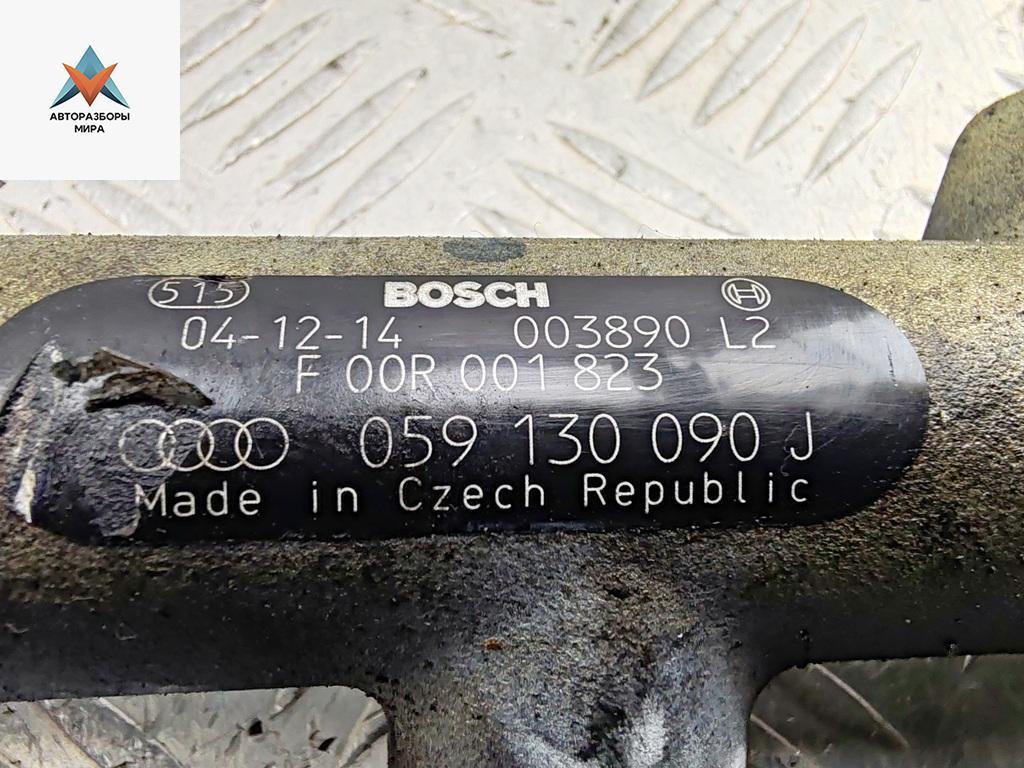 АВТОРАЗБОРЫ
МИРА
515 BOSCH
04-12-14 003890 L2
F 00R 001 823
059 130 090 J
Made in Czech Republic